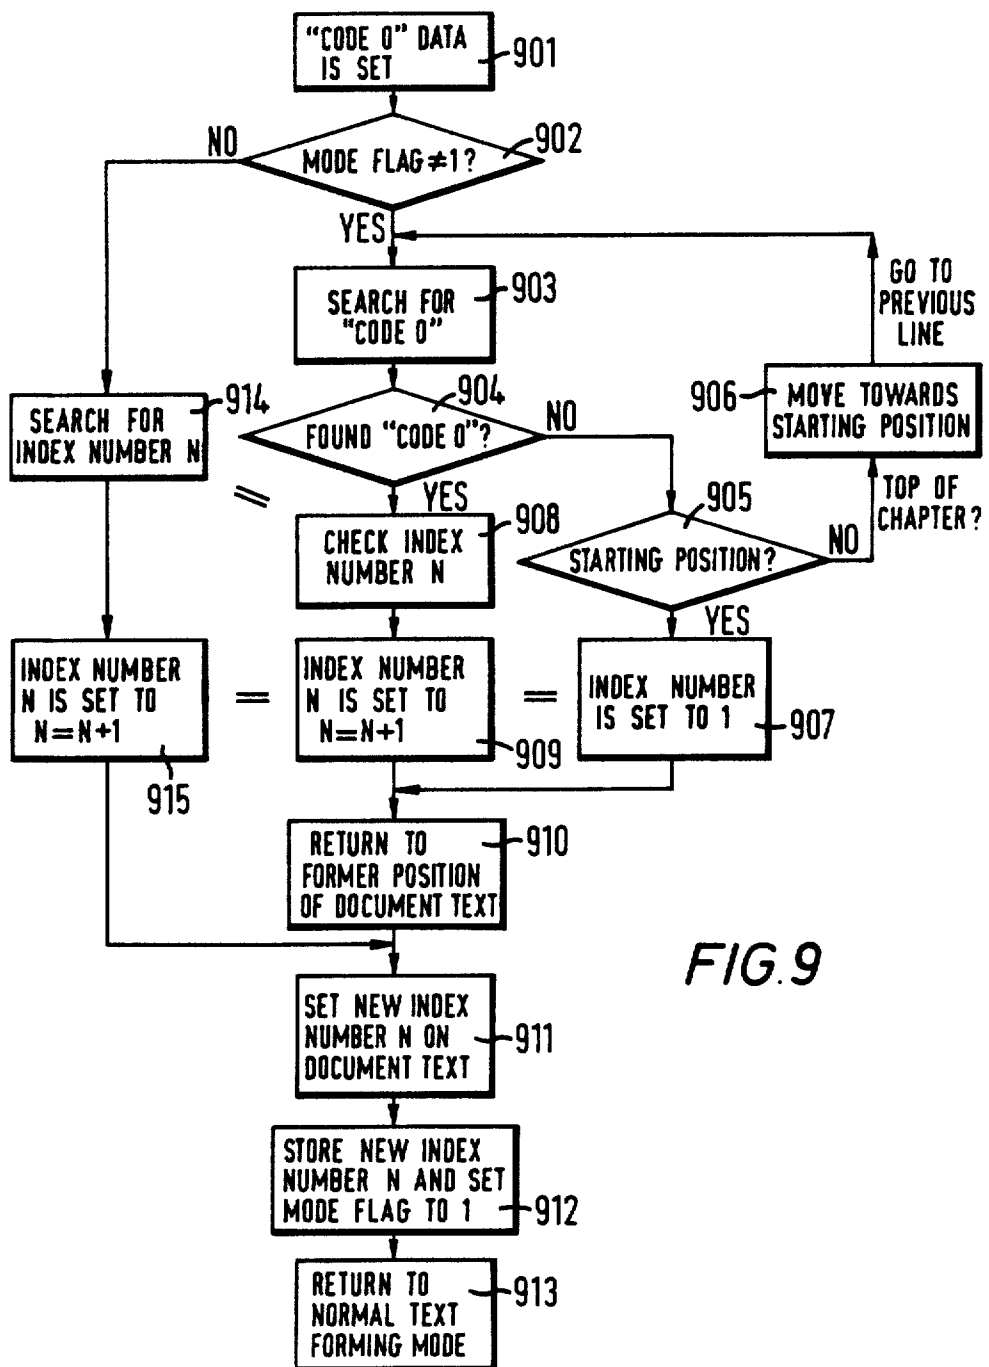 "CODE 0" DATA
IS SET
901
MODE FLAG≠1?
902
NO
YES
SEARCH FOR
"CODE 0"
903
GO TO
PREVIOUS
LINE
FOUND "CODE 0"?
904
NO
YES
906
MOVE TOWARDS
STARTING POSITION
SEARCH FOR
INDEX NUMBER N
914
=
CHECK INDEX
NUMBER N
908
STARTING POSITION?
905
NO
TOP OF
CHAPTER?
YES
INDEX NUMBER
N IS SET TO
N=N+1
915
=
INDEX NUMBER
N IS SET TO
N=N+1
909
=
INDEX NUMBER
IS SET TO 1
907
RETURN TO
FORMER POSITION
OF DOCUMENT TEXT
910
FIG.9
SET NEW INDEX
NUMBER N ON
DOCUMENT TEXT
911
STORE NEW INDEX
NUMBER N AND SET
MODE FLAG TO 1
912
RETURN TO
NORMAL TEXT
FORMING MODE
913